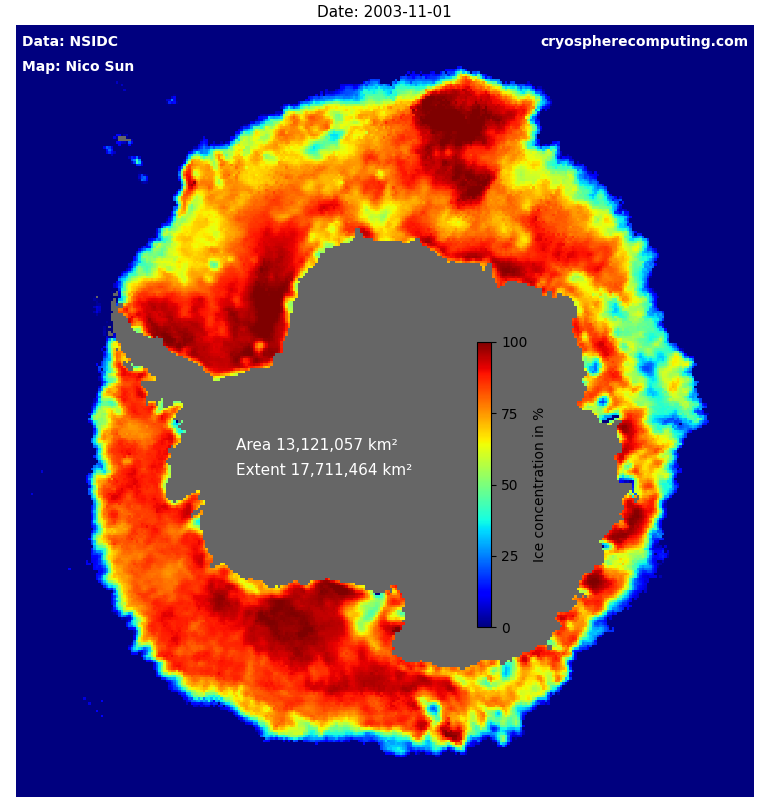 Date: 2003-11-01
Data: NSIDC
cryospherecomputing.com
Map: Nico Sun
100
75
50
25
0
Ice concentration in %
Area 13,121,057 km²
Extent 17,711,464 km²